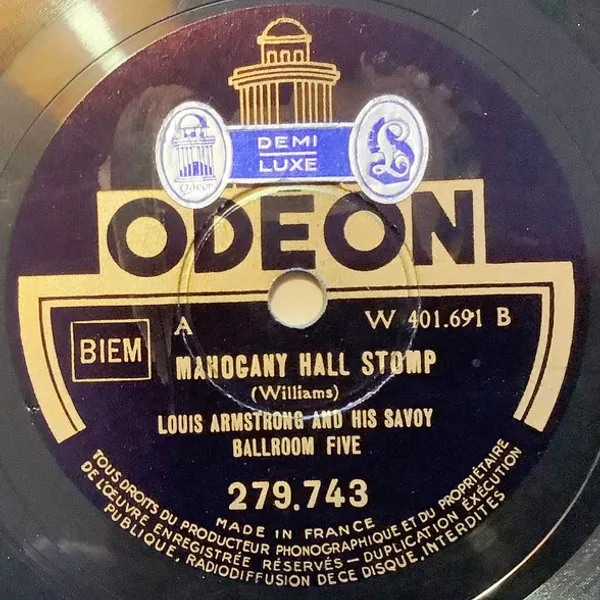 DEMI
LUXE
Odeon
ODEON
BIEM
A
W 401.691 B
MAHOGANY HALL STOMP
(Williams)
LOUIS ARMSTRONG AND HIS SAVOY
BALLROOM FIVE
279.743
MADE IN FRANCE
TOUS DROITS DU PRODUCTEUR PHONOGRAPHIQUE ET DU PROPRIÉTAIRE
DE L'ŒUVRE ENREGISTRÉE RÉSERVÉS — DUPLICATION EXÉCUTION
PUBLIQUE, RADIODIFFUSION DE CE DISQUE, INTERDITES